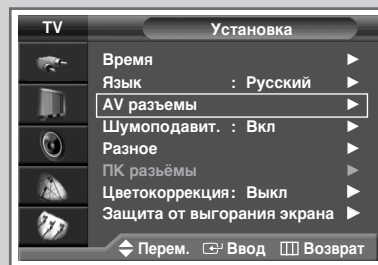 TV Установка
Время
Язык : Русский
AV разъемы
Шумоподавит. : Вкл
Разное
ПК разьёмы
Цветокоррекция: Выкл
Защита от выгорания экрана
Перем. Ввод Возврат